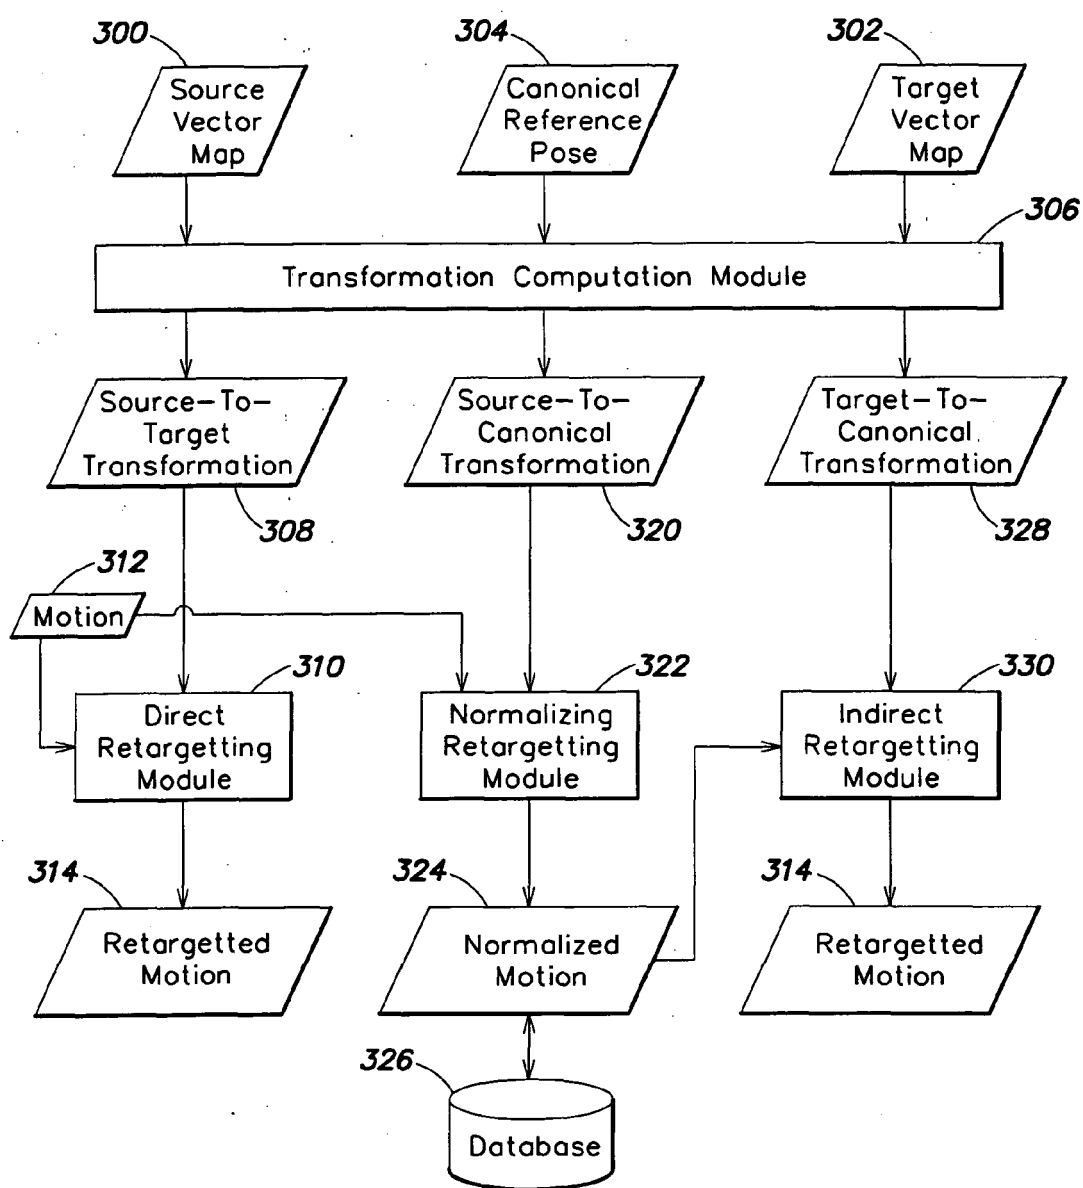 300
304
302
Source
Vector
Map
Canonical
Reference
Pose
Target
Vector
Map
306
Transformation Computation Module
Source-To-
Target
Transformation
Source-To-
Canonical
Transformation
Target-To-
Canonical
Transformation
308
320
328
312
Motion
310
322
330
Direct
Retargetting
Module
Normalizing
Retargetting
Module
Indirect
Retargetting
Module
314
324
314
Retargetted
Motion
Normalized
Motion
Retargetted
Motion
326
Database